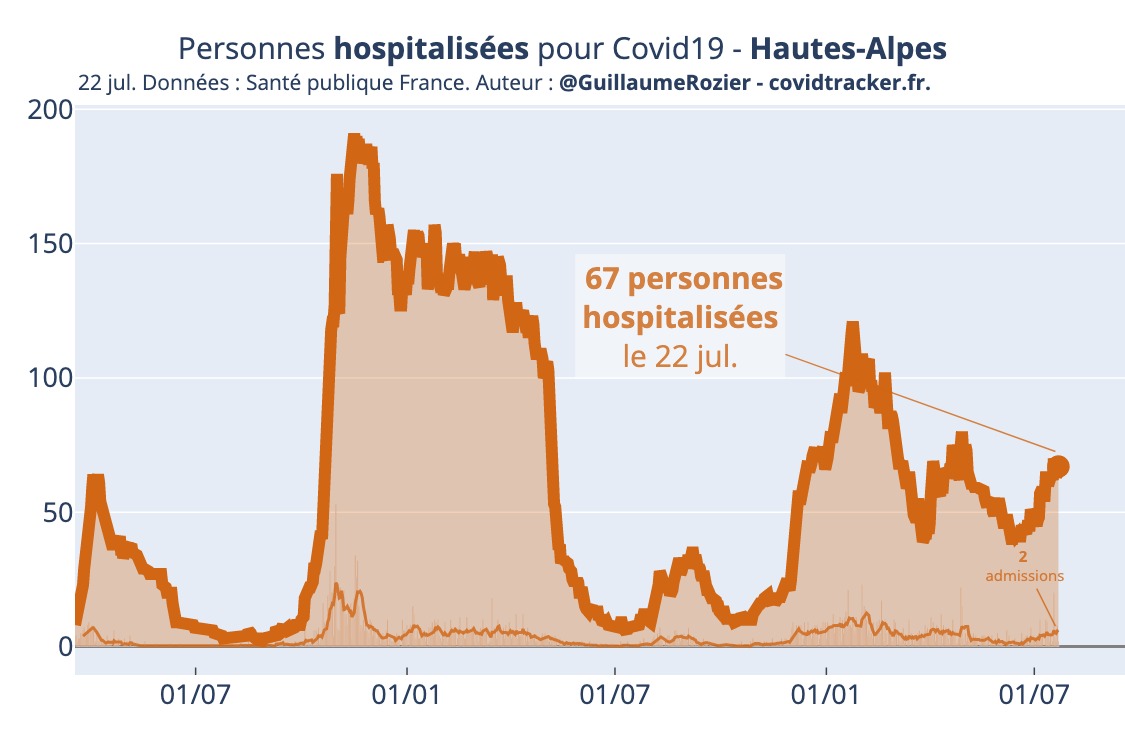 Personnes hospitalisées pour Covid19 - Hautes-Alpes
22 jul. Données : Santé publique France. Auteur : @GuillaumeRozier - covidtracker.fr.
200
150
100
50
0
67 personnes
hospitalisées
le 22 jul.
2
admissions
01/07
01/01
01/07
01/01
01/07